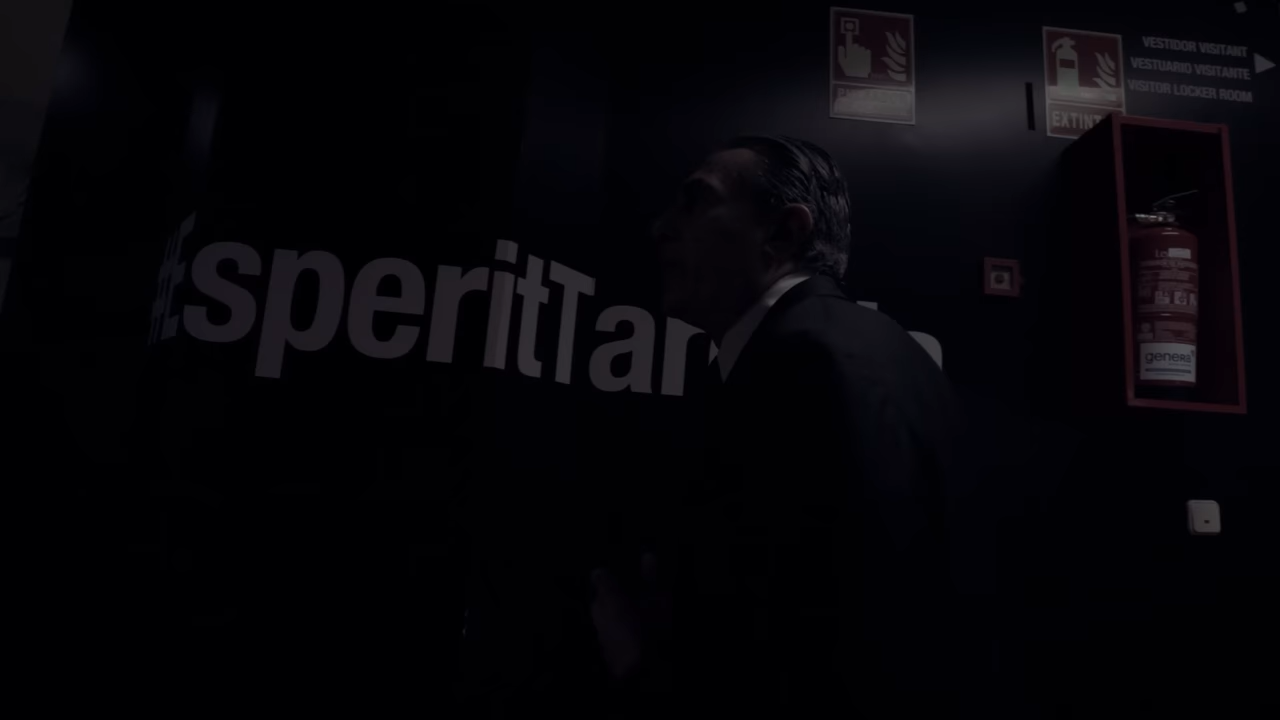 VESTIDOR VISITANT
VESTUARIO VISITANTE
VISITOR LOCKER ROOM
EXTINT
#EsperitTar
genera